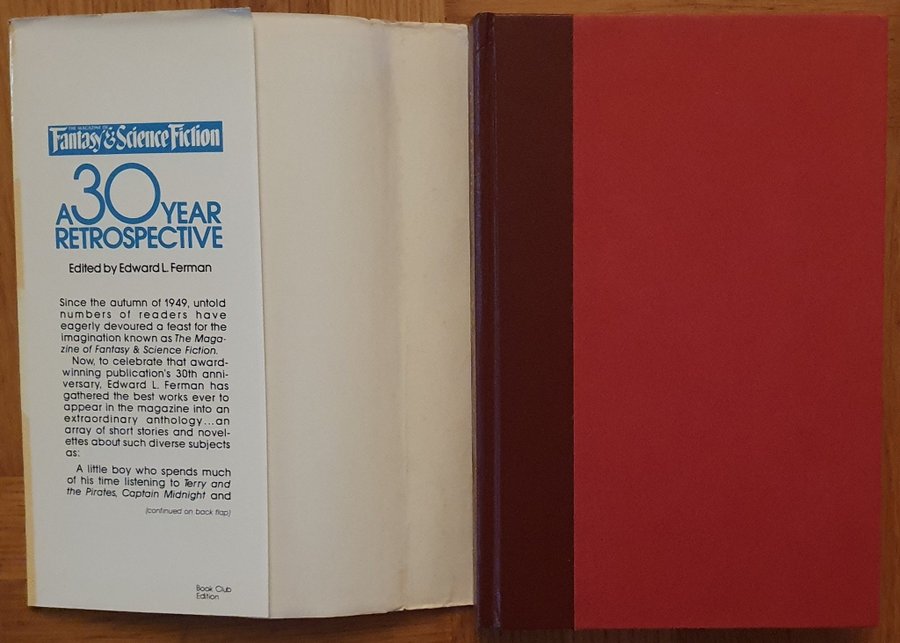 THE MAGAZINE OF
Fantasy & Science Fiction
A 30 YEAR
RETROSPECTIVE
Edited by Edward L. Ferman
Since the autumn of 1949, untold
numbers of readers have
eagerly devoured a feast for the
imagination known as The Maga-
zine of Fantasy & Science Fiction.
Now, to celebrate that award-
winning publication's 30th anni-
versary, Edward L. Ferman has
gathered the best works ever to
appear in the magazine into an
extraordinary anthology...an
array of short stories and novel-
ettes about such diverse subjects
as:
A little boy who spends much
of his time listening to Terry and
the Pirates, Captain Midnight and
(continued on back flap)
Book Club
Edition